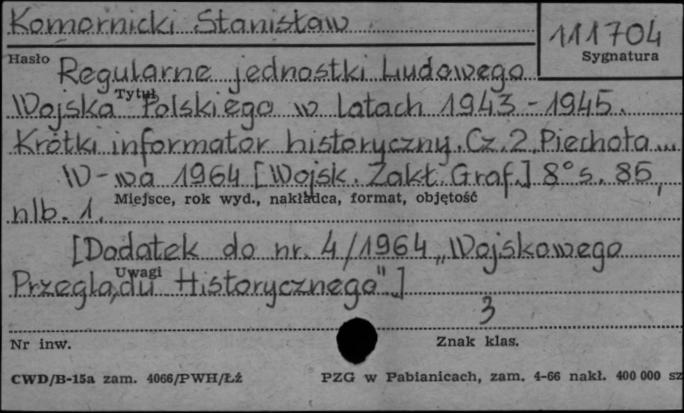 Komornicki Stanisław
111704
Hasło
Sygnatura
Regularne jednostki Ludowego
Tytuł
Wojska Polskiego w latach 1943-1945.
Krótki informator historyczny. Cz. 2. Piechota...
W-wa 1964 [Wojsk. Zakł. Graf.] 8° s. 85,
Miejsce, rok wyd., nakładca, format, objętość
nlb. 1.
[Dodatek do nr. 4/1964 „Wojskowego
Uwagi
Przeglądu Historycznego"]
3
Nr inw.
Znak klas.
CWD/B-15a zam. 4066/PWH/Łź
PZG w Pabianicach, zam. 4-66 nakł. 400 000 sz